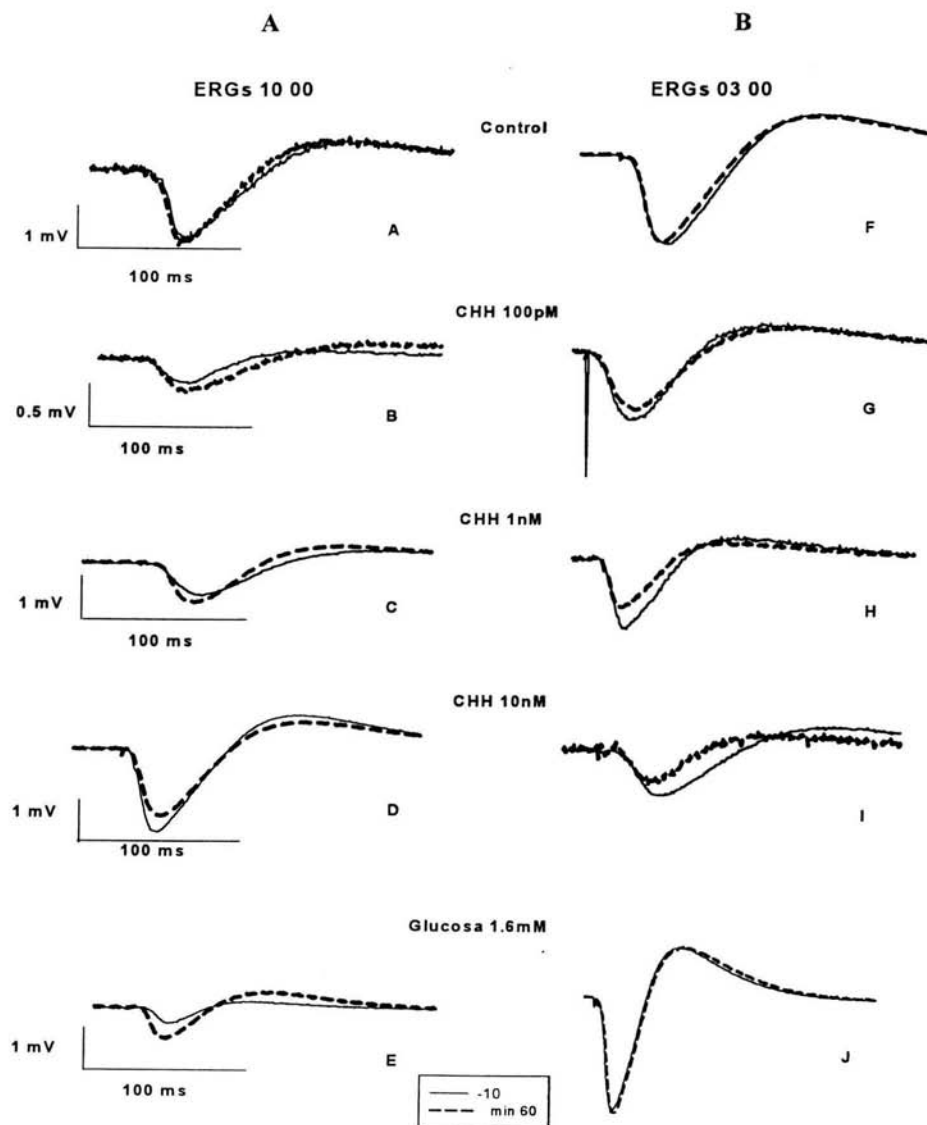 A B
ERGs 10 00 ERGs 03 00
Control
1 mV
A
F
100 ms
CHH 100pM
0.5 mV
B
G
100 ms
CHH 1nM
1 mV
C
H
100 ms
CHH 10nM
1 mV
D
I
100 ms
Glucosa 1.6mM
1 mV
E
J
100 ms
-10
min 60